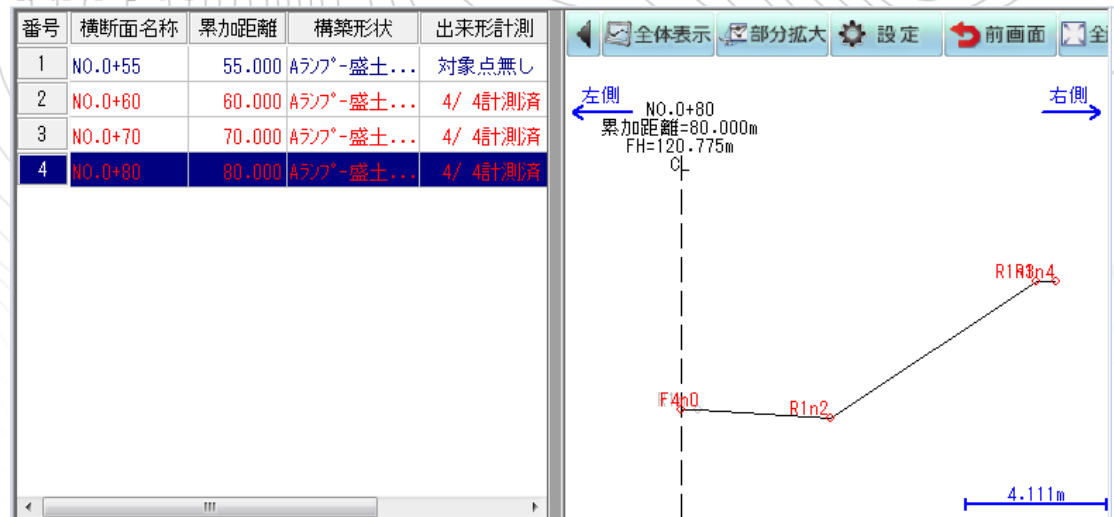 番号 横断面名称 累加距離 構築形状 出来形計測
1 NO.0+55 55.000 Aﾗﾝﾌﾟｰ盛土... 対象点無し
2 NO.0+60 60.000 Aﾗﾝﾌﾟｰ盛土... 4/ 4計測済
3 NO.0+70 70.000 Aﾗﾝﾌﾟｰ盛土... 4/ 4計測済
4 NO.0+80 80.000 Aﾗﾝﾌﾟｰ盛土... 4/ 4計測済
全体表示 部分拡大 設定 前画面 全
左側 右側
NO.0+80
累加距離=80.000m
FH=120.775m
CL
R1n4
R1n2
4.111m